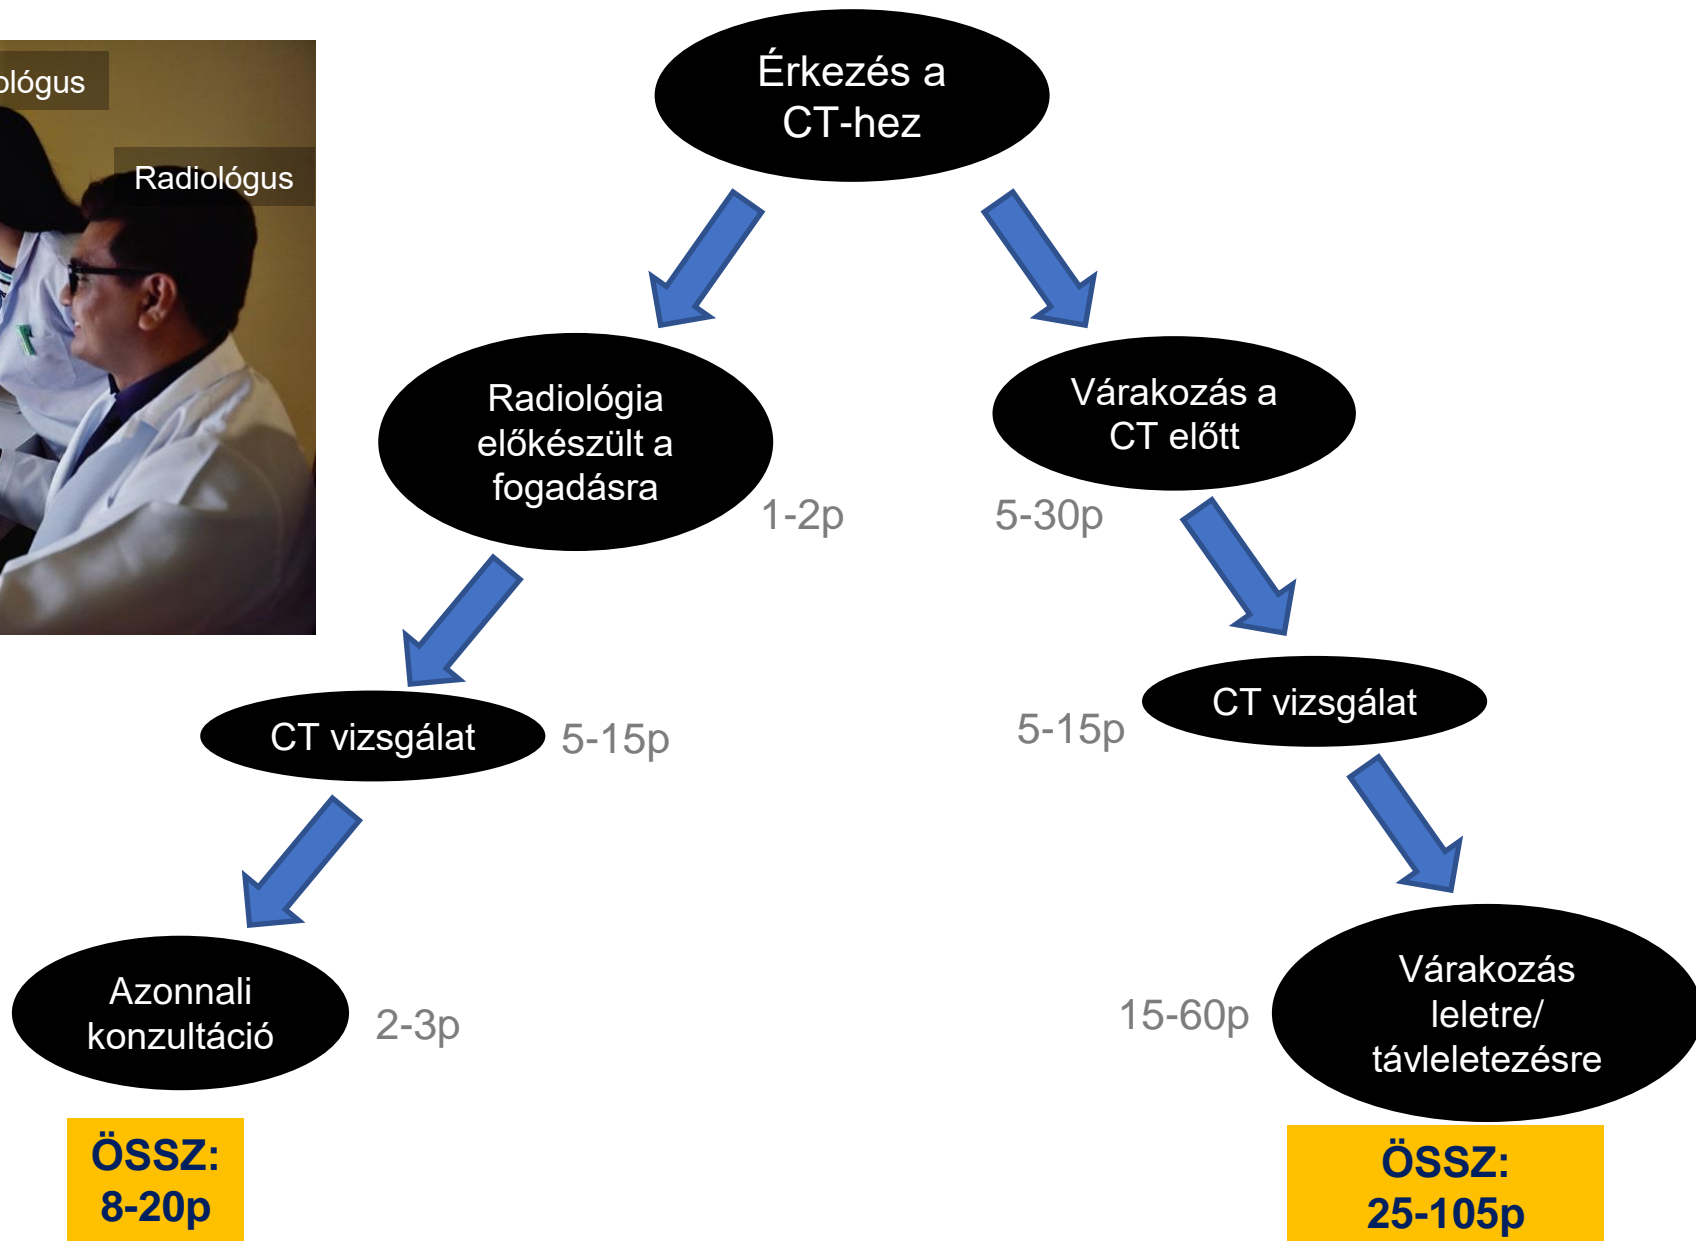 Radiológus
Érkezés a
CT-hez
Radiológia
előkészült a
fogadásra
1-2p
Várakozás a
CT előtt
5-30p
CT vizsgálat
5-15p
CT vizsgálat
5-15p
Azonnali
konzultáció
2-3p
Várakozás
leletre/
távleletezésre
15-60p
ÖSSZ:
8-20p
ÖSSZ:
25-105p